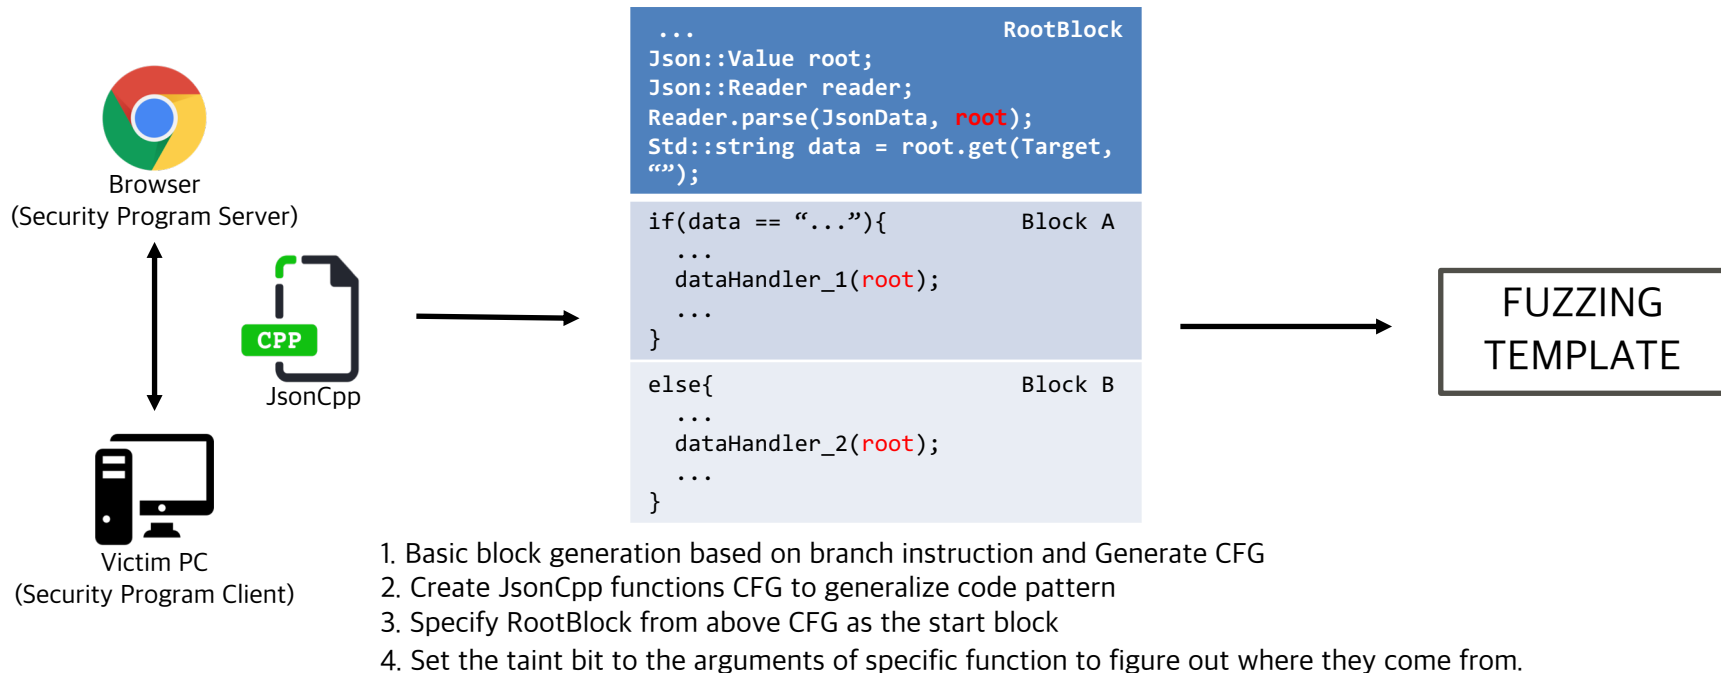 Browser
(Security Program Server)
CPP
JsonCpp
Victim PC
(Security Program Client)
... RootBlock
Json::Value root;
Json::Reader reader;
Reader.parse(JsonData, root);
Std::string data = root.get(Target,
“”);
if(data == “...”){ Block A
...
dataHandler_1(root);
...
}
else{ Block B
...
dataHandler_2(root);
...
}
FUZZING
TEMPLATE
1. Basic block generation based on branch instruction and Generate CFG
2. Create JsonCpp functions CFG to generalize code pattern
3. Specify RootBlock from above CFG as the start block
4. Set the taint bit to the arguments of specific function to figure out where they come from.